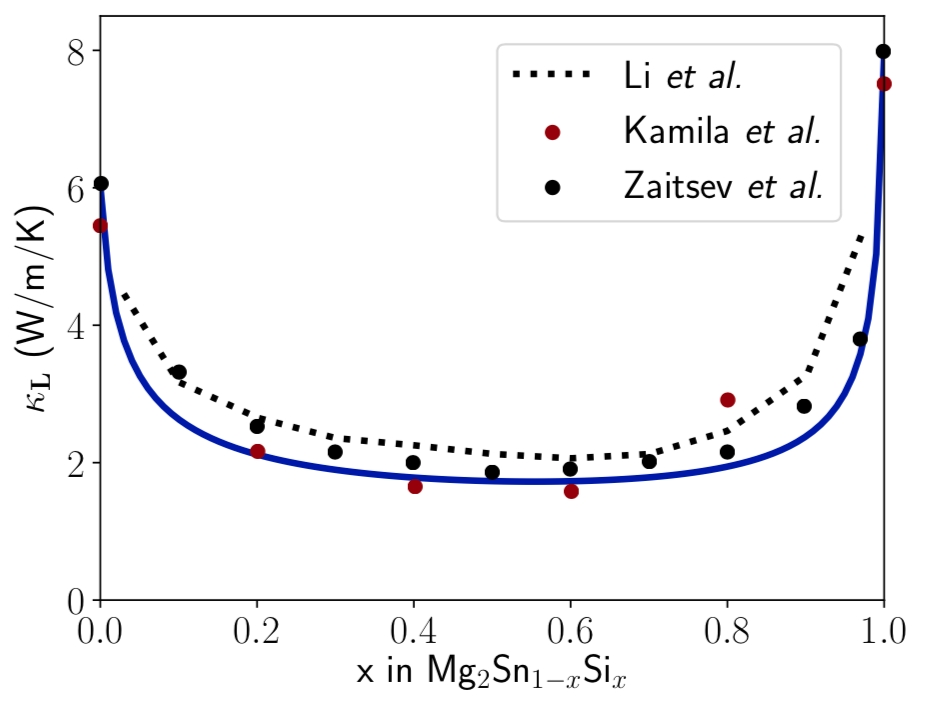 8
6
4
2
0
0.0 0.2 0.4 0.6 0.8 1.0
κL (W/m/K)
x in Mg₂Sn₁₋ₓSiₓ
Li et al.
Kamila et al.
Zaitsev et al.